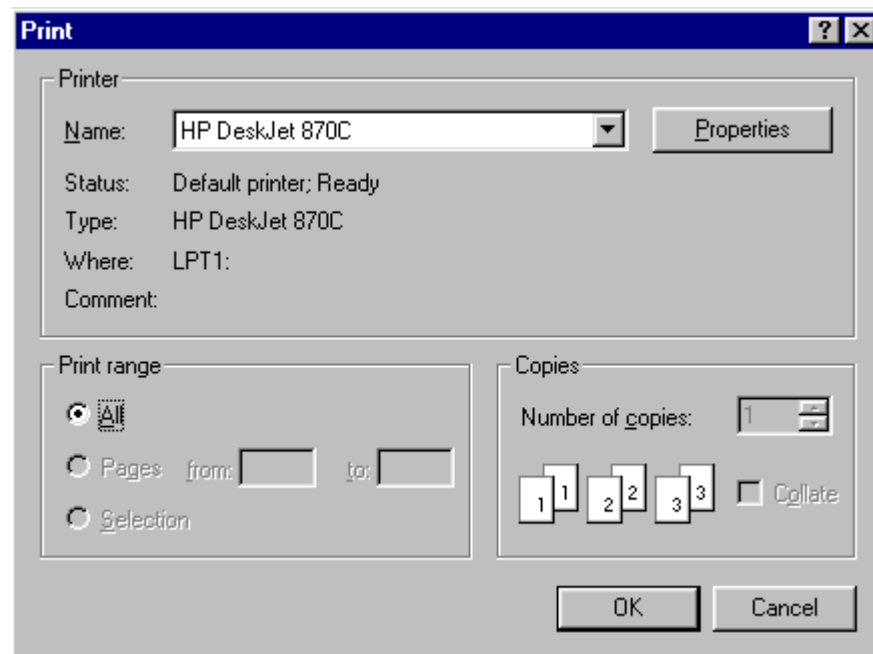 Print
Printer
Name: HP DeskJet 870C Properties
Status: Default printer; Ready
Type: HP DeskJet 870C
Where: LPT1:
Comment:
Print range
All
Pages from: to:
Selection
Copies
Number of copies: 1
1 1 2 2 3 3 Collate
OK Cancel